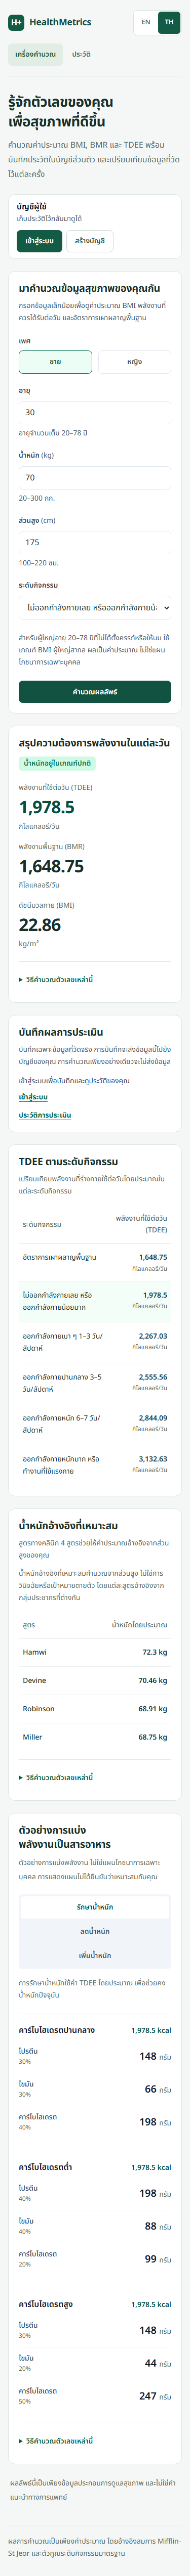 H+ HealthMetrics
EN TH
เครื่องคำนวณ ประวัติ
รู้จักตัวเลขของคุณ
เพื่อสุขภาพที่ดีขึ้น
คำนวณค่าประมาณ BMI, BMR และ TDEE พร้อม
บันทึกประวัติในบัญชีส่วนตัว และเปรียบเทียบข้อมูลที่วัด
ไว้แต่ละครั้ง
บัญชีผู้ใช้
เก็บประวัติไว้กลับมาดูได้
เข้าสู่ระบบ สร้างบัญชี
มาคำนวณข้อมูลสุขภาพของคุณกัน
กรอกข้อมูลเล็กน้อยเพื่อดูค่าประมาณ BMI พลังงานที่
ควรได้รับต่อวัน และอัตราการเผาผลาญพื้นฐาน
เพศ
ชาย หญิง
อายุ
30
อายุจำนวนเต็ม 20–78 ปี
น้ำหนัก (kg)
70
20–300 กก.
ส่วนสูง (cm)
175
100–220 ซม.
ระดับกิจกรรม
ไม่ออกกำลังกายเลย หรือออกกำลังกายน้อ
สำหรับผู้ใหญ่อายุ 20–78 ปีที่ไม่ได้ตั้งครรภ์หรือให้นม ใช้
เกณฑ์ BMI ผู้ใหญ่สากล ผลเป็นค่าประมาณ ไม่ใช่แผน
โภชนาการเฉพาะบุคคล
คำนวณผลลัพธ์
สรุปความต้องการพลังงานในแต่ละวัน
น้ำหนักอยู่ในเกณฑ์ปกติ
พลังงานที่ใช้ต่อวัน (TDEE)
1,978.5
กิโลแคลอรี/วัน
พลังงานพื้นฐาน (BMR)
1,648.75
กิโลแคลอรี/วัน
ดัชนีมวลกาย (BMI)
22.86
kg/m²
▶ วิธีคำนวณตัวเลขเหล่านี้
บันทึกผลการประเมิน
บันทึกเฉพาะข้อมูลที่วัดจริง การบันทึกจะส่งข้อมูลนี้ไปยัง
บัญชีของคุณ การคำนวณเพียงอย่างเดียวจะไม่ส่งข้อมูล
เข้าสู่ระบบเพื่อบันทึกและดูประวัติของคุณ
เข้าสู่ระบบ
ประวัติการประเมิน
TDEE ตามระดับกิจกรรม
เปรียบเทียบพลังงานที่ร่างกายใช้ต่อวันโดยประมาณใน
แต่ละระดับกิจกรรม
ระดับกิจกรรม พลังงานที่ใช้ต่อวัน
(TDEE)
อัตราการเผาผลาญพื้นฐาน 1,648.75
กิโลแคลอรี/วัน
ไม่ออกกำลังกายเลย หรือ 1,978.5
ออกกำลังกายน้อยมาก กิโลแคลอรี/วัน
ออกกำลังกายเบา ๆ 1–3 วัน/ 2,267.03
สัปดาห์ กิโลแคลอรี/วัน
ออกกำลังกายปานกลาง 3–5 2,555.56
วัน/สัปดาห์ กิโลแคลอรี/วัน
ออกกำลังกายหนัก 6–7 วัน/ 2,844.09
สัปดาห์ กิโลแคลอรี/วัน
ออกกำลังกายหนักมาก หรือ 3,132.63
ทำงานที่ใช้แรงกาย กิโลแคลอรี/วัน
น้ำหนักอ้างอิงที่เหมาะสม
สูตรทางคลินิก 4 สูตรช่วยให้ค่าประมาณอ้างอิงจากส่วน
สูงของคุณ
น้ำหนักอ้างอิงที่เหมาะสมคำนวณจากส่วนสูง ไม่ใช่การ
วินิจฉัยหรือเป้าหมายตายตัว โดยแต่ละสูตรอ้างอิงจาก
กลุ่มประชากรที่ต่างกัน
สูตร น้ำหนักโดยประมาณ
Hamwi 72.3 kg
Devine 70.46 kg
Robinson 68.91 kg
Miller 68.75 kg
▶ วิธีคำนวณตัวเลขเหล่านี้
ตัวอย่างการแบ่ง
พลังงานเป็นสารอาหาร
ตัวอย่างการแบ่งพลังงาน ไม่ใช่แผนโภชนาการเฉพาะ
บุคคล การแสดงแผนไม่ได้ยืนยันว่าเหมาะสมกับคุณ
รักษาน้ำหนัก
ลดน้ำหนัก
เพิ่มน้ำหนัก
การรักษาน้ำหนักใช้ค่า TDEE โดยประมาณ เพื่อช่วยคง
น้ำหนักปัจจุบัน
คาร์โบไฮเดรตปานกลาง 1,978.5 kcal
โปรตีน
30% 148 กรัม
ไขมัน
30% 66 กรัม
คาร์โบไฮเดรต
40% 198 กรัม
คาร์โบไฮเดรตต่ำ 1,978.5 kcal
โปรตีน
40% 198 กรัม
ไขมัน
40% 88 กรัม
คาร์โบไฮเดรต
20% 99 กรัม
คาร์โบไฮเดรตสูง 1,978.5 kcal
โปรตีน
30% 148 กรัม
ไขมัน
20% 44 กรัม
คาร์โบไฮเดรต
50% 247 กรัม
▶ วิธีคำนวณตัวเลขเหล่านี้
ผลลัพธ์นี้เป็นเพียงข้อมูลประกอบการดูแลสุขภาพ และไม่ใช่คำ
แนะนำทางการแพทย์
ผลการคำนวณเป็นเพียงค่าประมาณ โดยอ้างอิงสมการ Mifflin-
St Jeor และตัวคูณระดับกิจกรรมมาตรฐาน